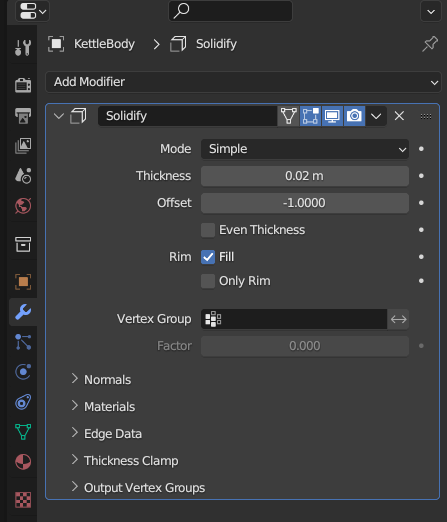 KettleBody > Solidify
Add Modifier
Solidify
Mode Simple
Thickness 0.02 m
Offset -1.0000
Even Thickness
Rim Fill
Only Rim
Vertex Group
Factor 0.000
Normals
Materials
Edge Data
Thickness Clamp
Output Vertex Groups